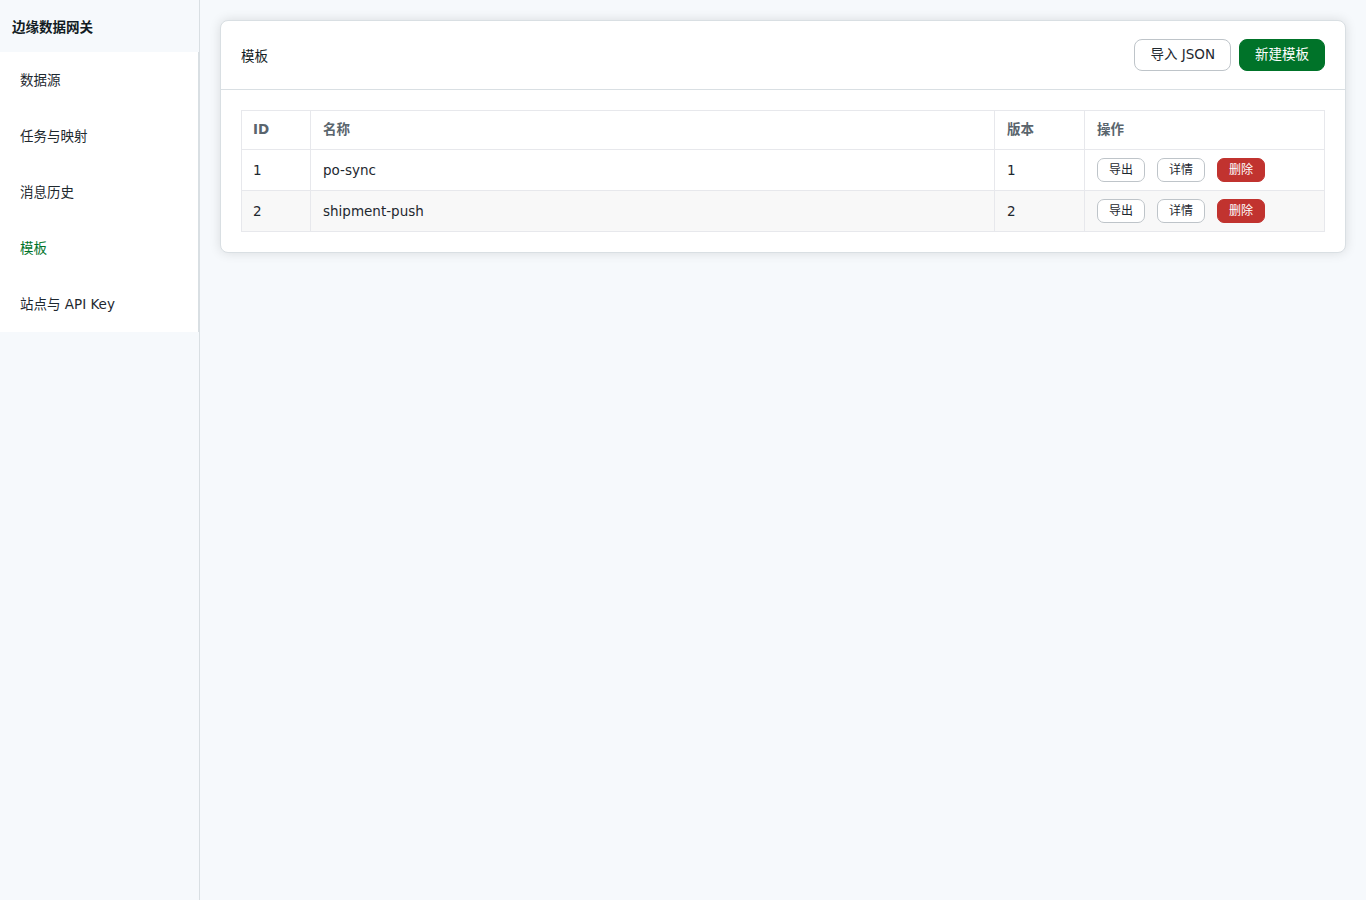 边缘数据网关
数据源
任务与映射
消息历史
模板
站点与 API Key
模板 导入 JSON 新建模板
ID 名称 版本 操作
1 po-sync 1 导出 详情 删除
2 shipment-push 2 导出 详情 删除